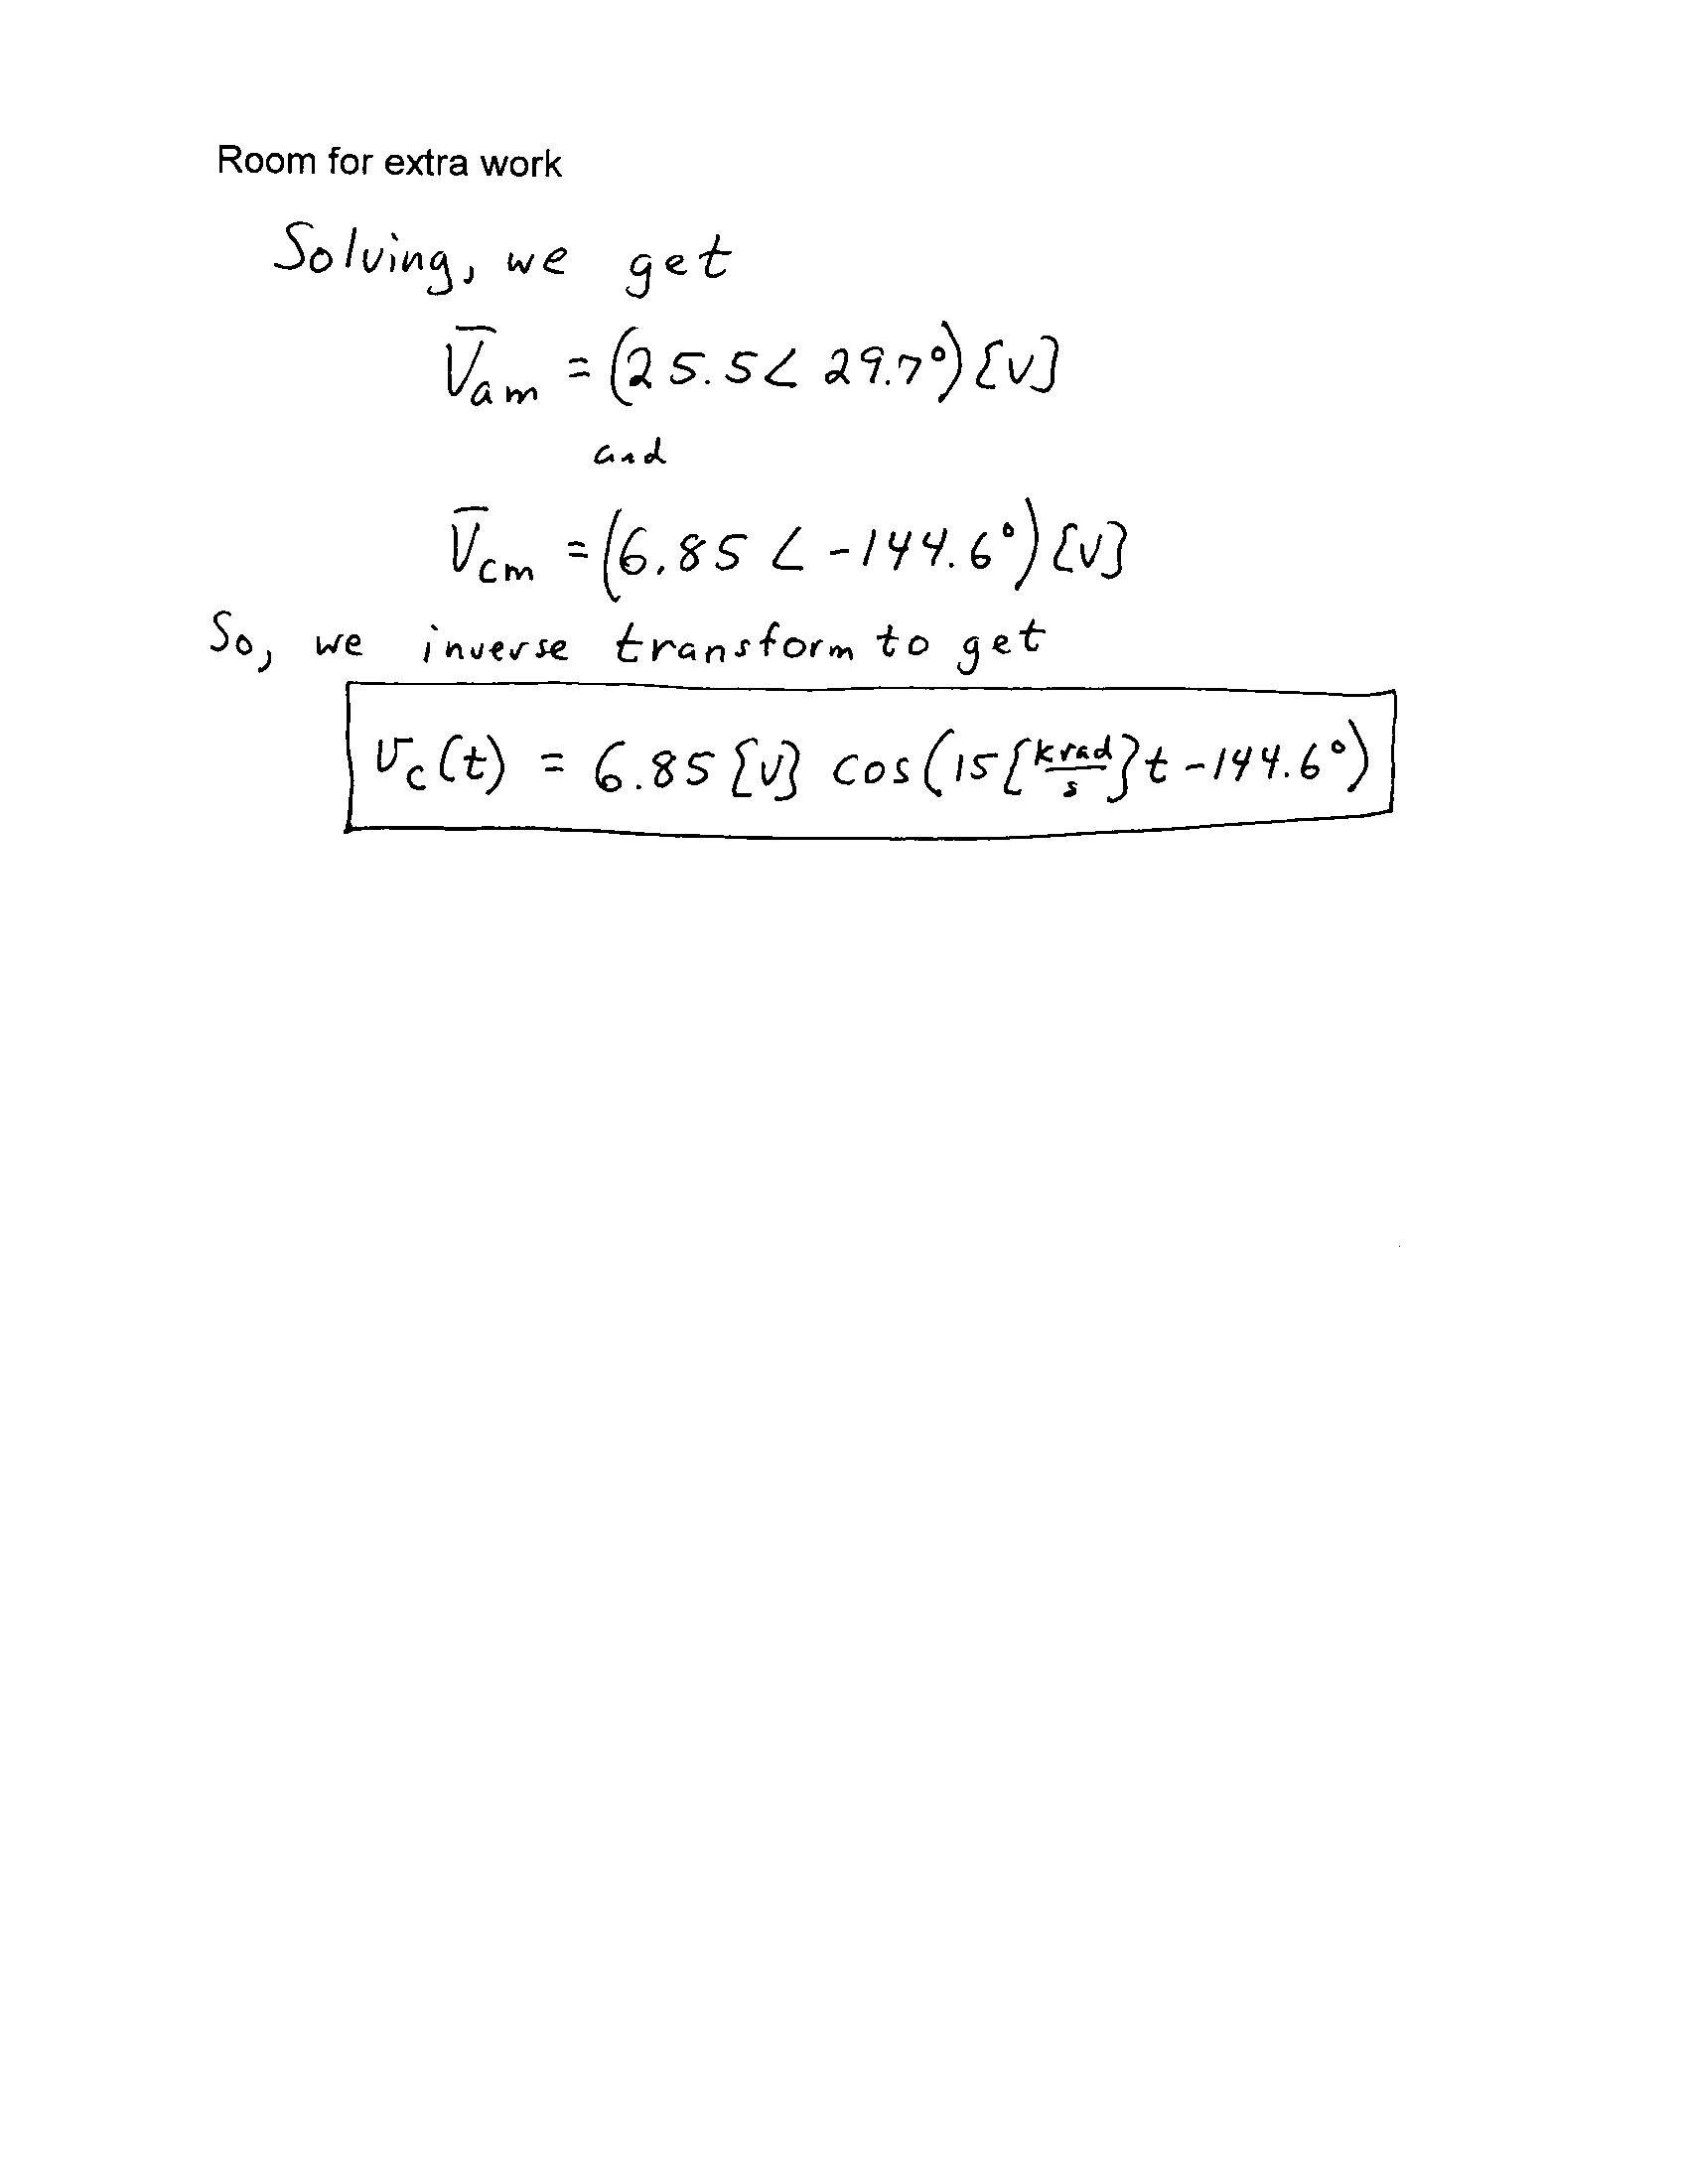 Room for extra work
Solving, we get
V̅am = (25.5∠ 29.7°) [V]
and
V̅cm = (6.85 ∠ -144.6°) [V]
So, we inverse transform to get
vc(t) = 6.85 [V] cos(15 [krad/s] t - 144.6°)